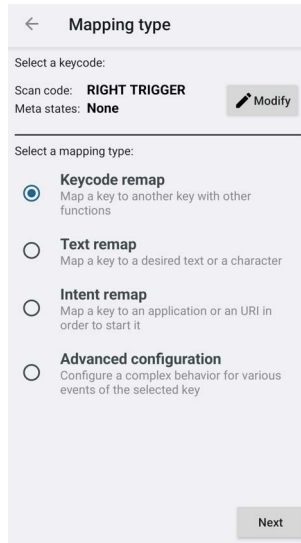 Mapping type
Select a keycode:
Scan code: RIGHT TRIGGER
Meta states: None
Modify
Select a mapping type:
Keycode remap
Map a key to another key with other
functions
Text remap
Map a key to a desired text or a character
Intent remap
Map a key to an application or an URI in
order to start it
Advanced configuration
Configure a complex behavior for various
events of the selected key
Next